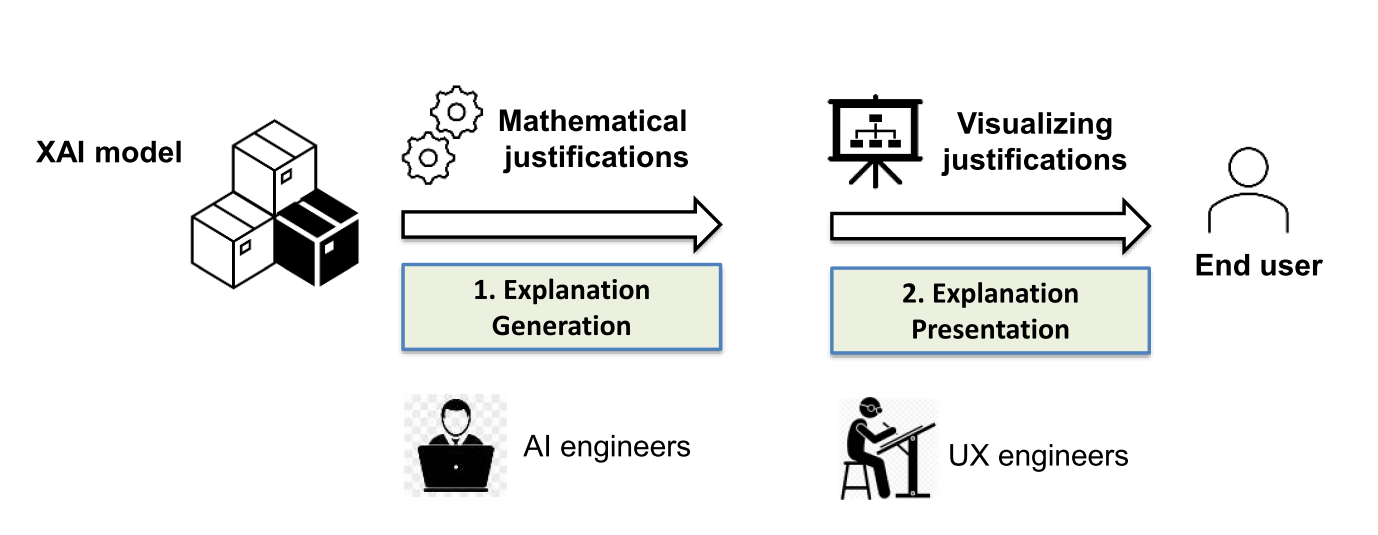 XAI model
Mathematical
justifications
Visualizing
justifications
End user
1. Explanation
Generation
2. Explanation
Presentation
AI engineers
UX engineers